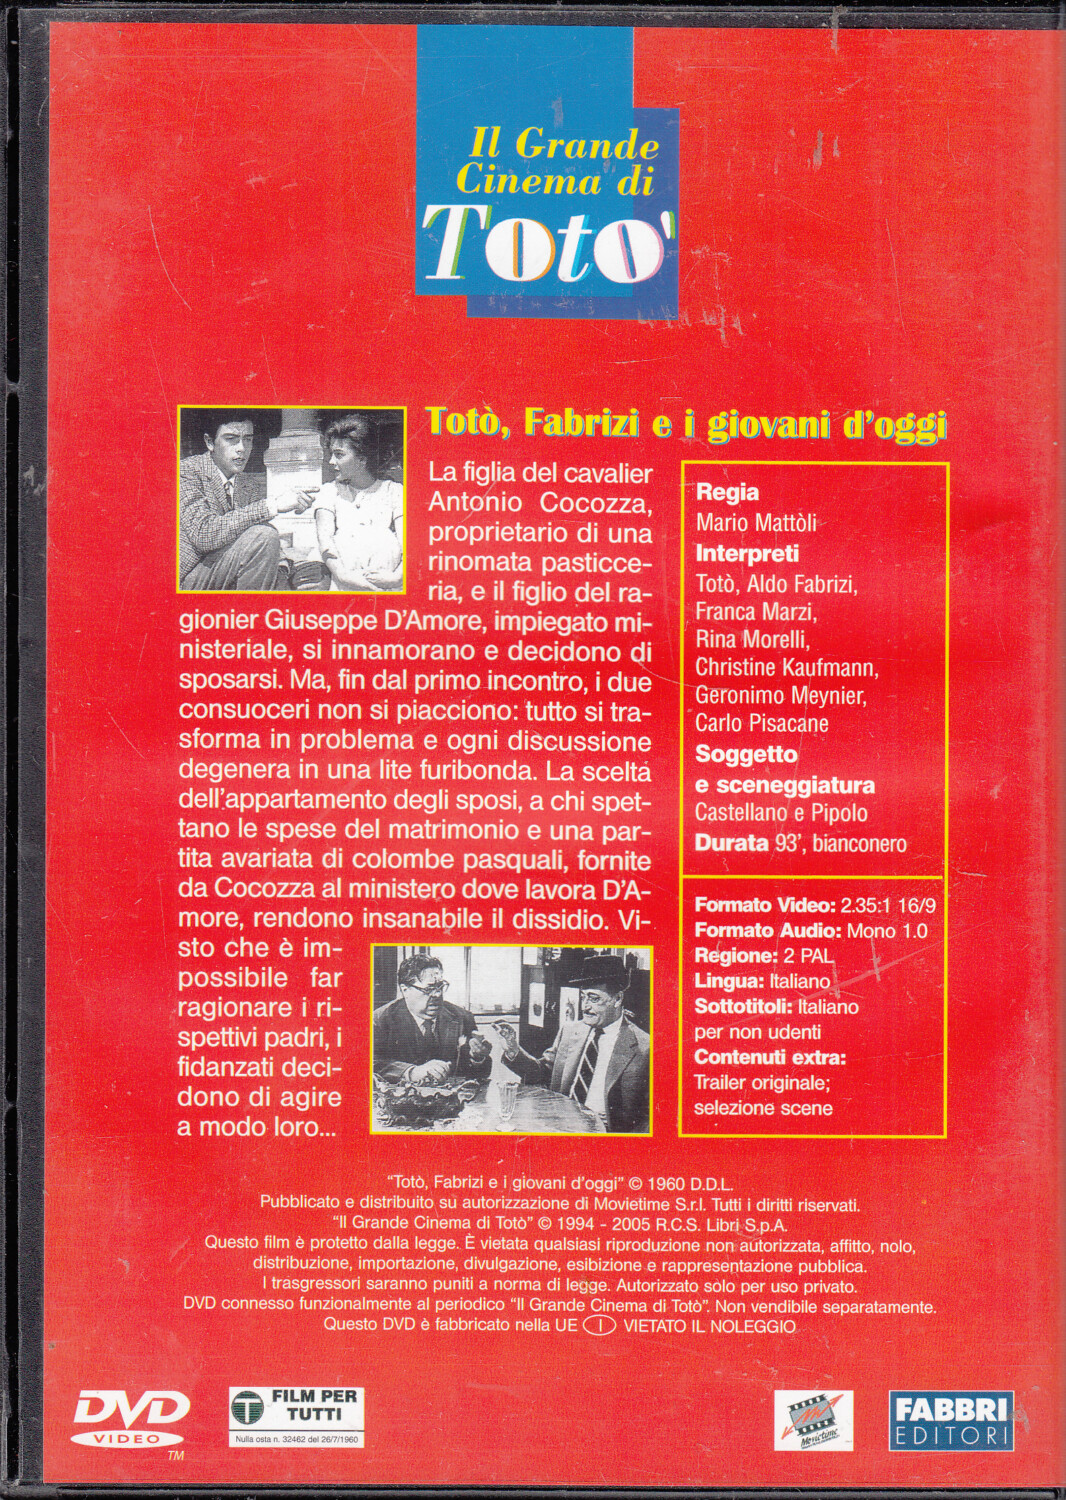 Il Grande
Cinema di
Totò
Totò, Fabrizi e i giovani d'oggi
La figlia del cavalier
Antonio Cocozza,
proprietario di una
rinomata pasticce-
ria, e il figlio del ra-
gionier Giuseppe D'Amore, impiegato mi-
nisteriale, si innamorano e decidono di
sposarsi. Ma, fin dal primo incontro, i due
consuoceri non si piacciono: tutto si tra-
sforma in problema e ogni discussione
degenera in una lite furibonda. La scelta
dell'appartamento degli sposi, a chi spet-
tano le spese del matrimonio e una par-
tita avariata di colombe pasquali, fornite
da Cocozza al ministero dove lavora D'A-
more, rendono insanabile il dissidio. Vi-
sto che è im-
possibile far
ragionare i ri-
spettivi padri, i
fidanzati deci-
dono di agire
a modo loro...
Regia
Mario Mattòli
Interpreti
Totò, Aldo Fabrizi,
Franca Marzi,
Rina Morelli,
Christine Kaufmann,
Geronimo Meynier,
Carlo Pisacane
Soggetto
e sceneggiatura
Castellano e Pipolo
Durata 93', bianconero
Formato Video: 2.35:1 16/9
Formato Audio: Mono 1.0
Regione: 2 PAL
Lingua: Italiano
Sottotitoli: Italiano
per non udenti
Contenuti extra:
Trailer originale;
selezione scene
"Totò, Fabrizi e i giovani d'oggi" © 1960 D.D.L.
Pubblicato e distribuito su autorizzazione di Movietime S.r.l. Tutti i diritti riservati.
"Il Grande Cinema di Totò" © 1994 - 2005 R.C.S. Libri S.p.A.
Questo film è protetto dalla legge. È vietata qualsiasi riproduzione non autorizzata, affitto, nolo,
distribuzione, importazione, divulgazione, esibizione e rappresentazione pubblica.
I trasgressori saranno puniti a norma di legge. Autorizzato solo per uso privato.
DVD connesso funzionalmente al periodico "Il Grande Cinema di Totò". Non vendibile separatamente.
Questo DVD è fabbricato nella UE I VIETATO IL NOLEGGIO
DVD
VIDEO
TM
T
FILM PER
TUTTI
Nulla osta n. 32462 del 26/7/1960
Movietime
FABBRI
EDITORI